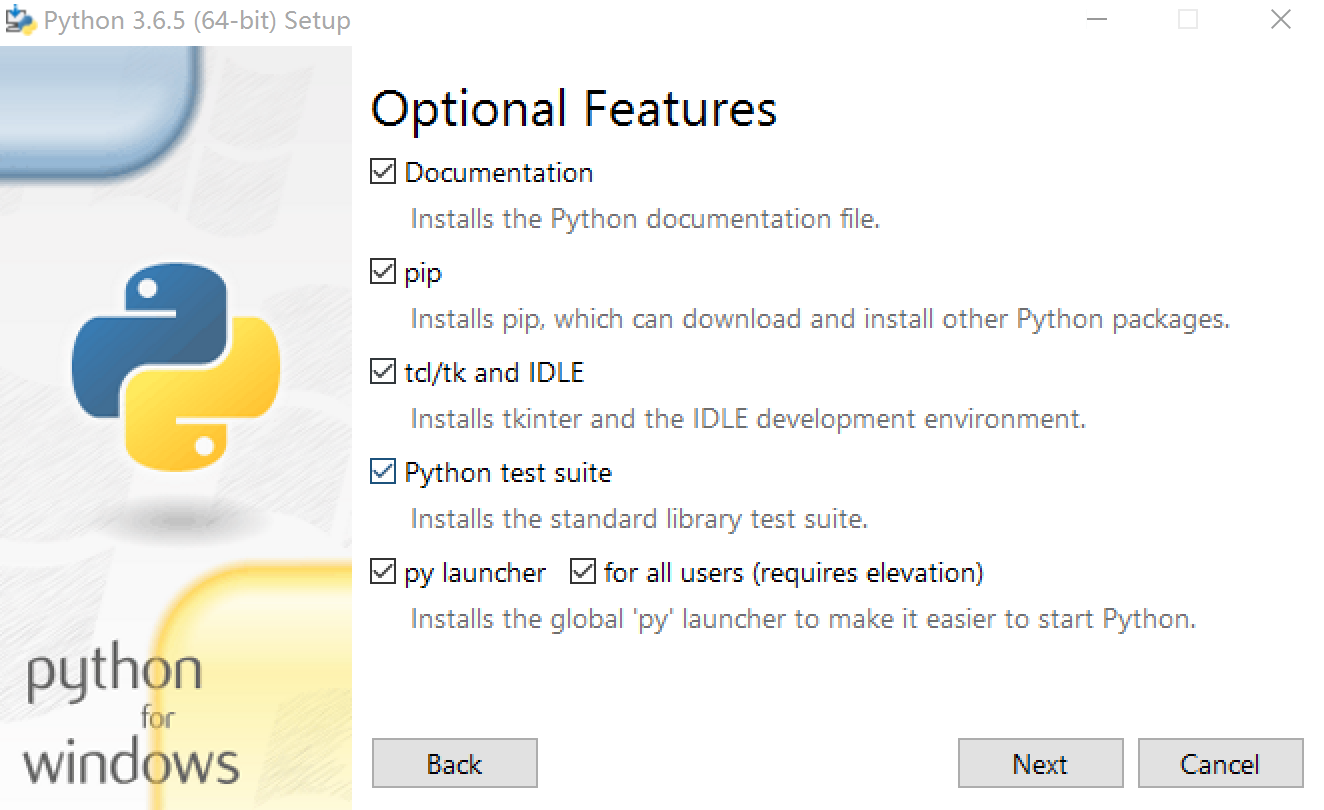 Python 3.6.5 (64-bit) Setup
Optional Features
Documentation
Installs the Python documentation file.
pip
Installs pip, which can download and install other Python packages.
tcl/tk and IDLE
Installs tkinter and the IDLE development environment.
Python test suite
Installs the standard library test suite.
py launcher for all users (requires elevation)
Installs the global 'py' launcher to make it easier to start Python.
python
for
windows
Back Next Cancel